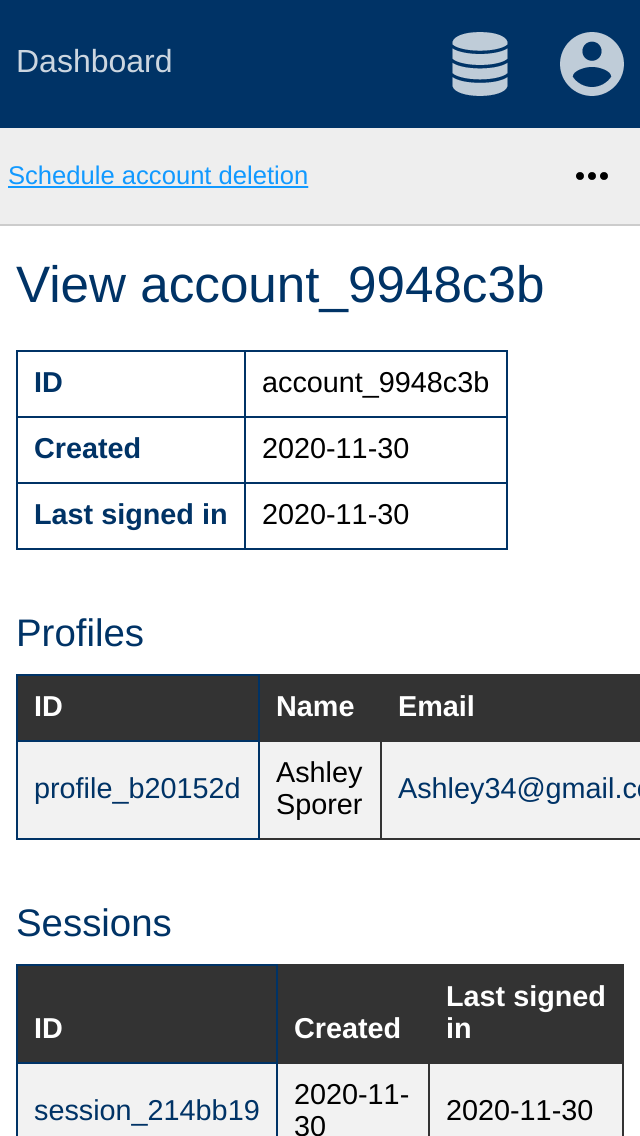 Dashboard
Schedule account deletion
View account_9948c3b
ID account_9948c3b
Created 2020-11-30
Last signed in 2020-11-30
Profiles
ID Name Email
profile_b20152d Ashley Sporer Ashley34@gmail.c
Sessions
ID Created Last signed in
session_214bb19 2020-11-30 2020-11-30